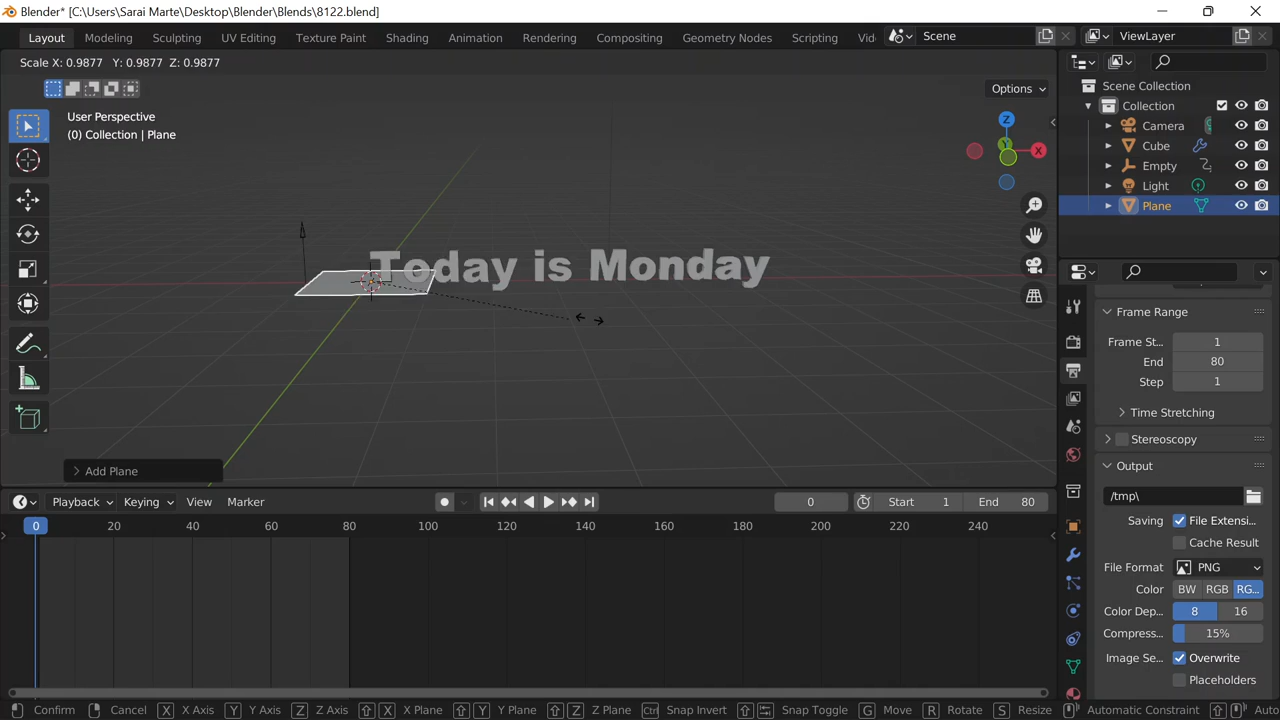 Blender* [C:\Users\Sarai Marte\Desktop\Blender\Blends\8122.blend]
Layout Modeling Sculpting UV Editing Texture Paint Shading Animation Rendering Compositing Geometry Nodes Scripting Vid Scene ViewLayer
Scale X: 0.9877 Y: 0.9877 Z: 0.9877
Options
User Perspective
(0) Collection | Plane
Z
Y
X
Today is Monday
Add Plane
Scene Collection
Collection
Camera
Cube
Empty
Light
Plane
Frame Range
Frame St... 1
End 80
Step 1
Time Stretching
Stereoscopy
Output
/tmp\
Saving File Extensi...
Cache Result
File Format PNG
Color BW RGB RG...
Color Dep... 8 16
Compress... 15%
Image Se... Overwrite
Placeholders
Playback Keying View Marker 0 Start 1 End 80
0 20 40 60 80 100 120 140 160 180 200 220 240
Confirm Cancel X X Axis Y Y Axis Z Z Axis X X Plane Y Y Plane Z Z Plane Ctrl Snap Invert Snap Toggle G Move R Rotate S Resize Automatic Constraint Auto